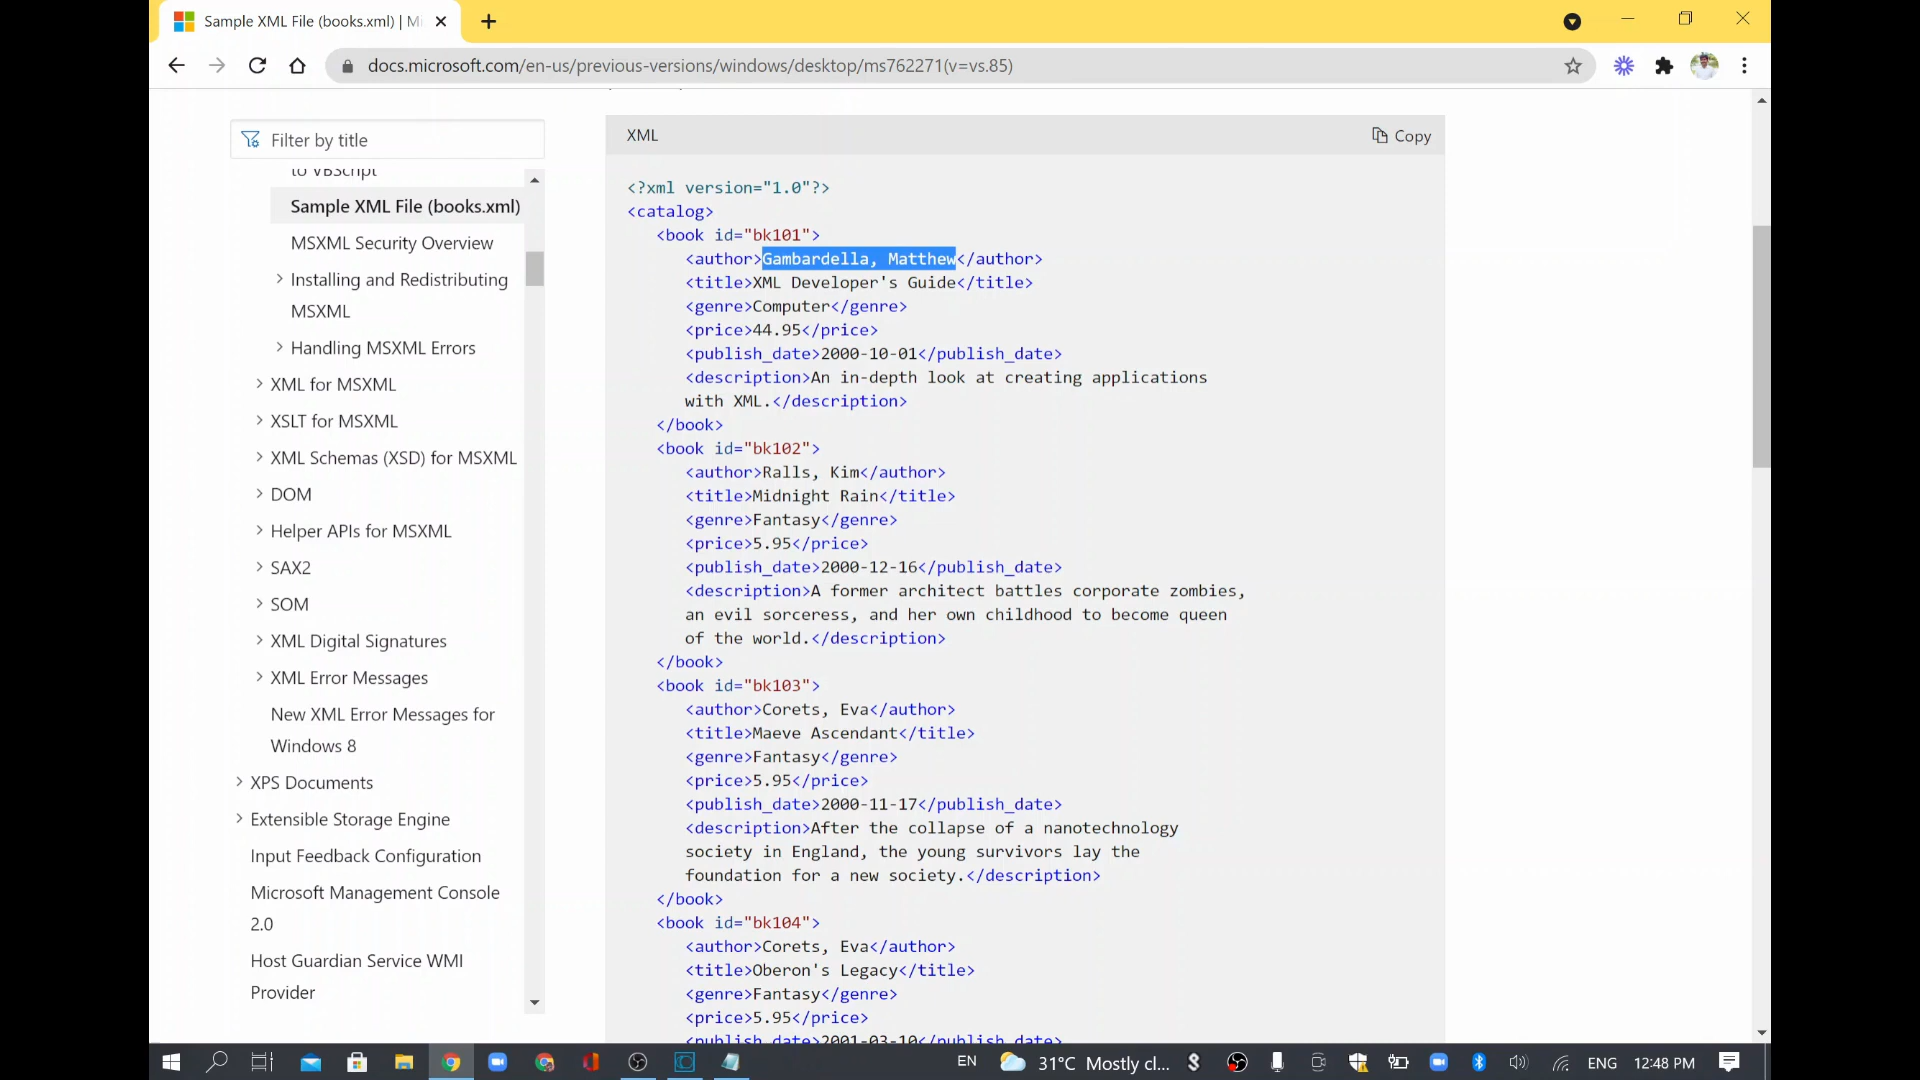 Sample XML File (books.xml) | Mi
docs.microsoft.com/en-us/previous-versions/windows/desktop/ms762271(v=vs.85)
Filter by title
to VBScript
Sample XML File (books.xml)
MSXML Security Overview
Installing and Redistributing
MSXML
Handling MSXML Errors
XML for MSXML
XSLT for MSXML
XML Schemas (XSD) for MSXML
DOM
Helper APIs for MSXML
SAX2
SOM
XML Digital Signatures
XML Error Messages
New XML Error Messages for
Windows 8
XPS Documents
Extensible Storage Engine
Input Feedback Configuration
Microsoft Management Console
2.0
Host Guardian Service WMI
Provider
XML
Copy
<?xml version="1.0"?>
<catalog>
<book id="bk101">
<author>Gambardella, Matthew</author>
<title>XML Developer's Guide</title>
<genre>Computer</genre>
<price>44.95</price>
<publish_date>2000-10-01</publish_date>
<description>An in-depth look at creating applications
with XML.</description>
</book>
<book id="bk102">
<author>Ralls, Kim</author>
<title>Midnight Rain</title>
<genre>Fantasy</genre>
<price>5.95</price>
<publish_date>2000-12-16</publish_date>
<description>A former architect battles corporate zombies,
an evil sorceress, and her own childhood to become queen
of the world.</description>
</book>
<book id="bk103">
<author>Corets, Eva</author>
<title>Maeve Ascendant</title>
<genre>Fantasy</genre>
<price>5.95</price>
<publish_date>2000-11-17</publish_date>
<description>After the collapse of a nanotechnology
society in England, the young survivors lay the
foundation for a new society.</description>
</book>
<book id="bk104">
<author>Corets, Eva</author>
<title>Oberon's Legacy</title>
<genre>Fantasy</genre>
<price>5.95</price>
<publish_date>2001-03-10</publish_date>
EN 31°C Mostly cl... ENG 12:48 PM